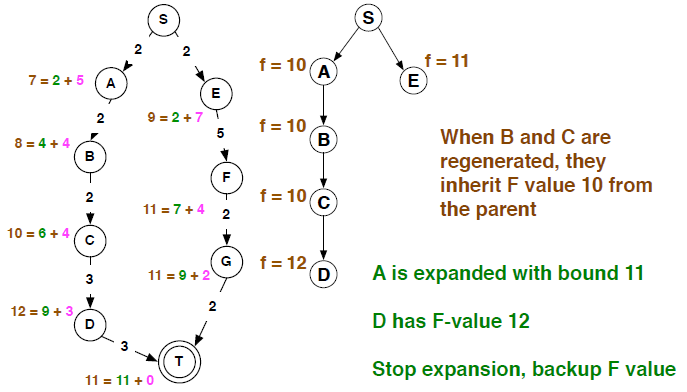 S
2
2
7 = 2 + 5
A
E
9 = 2 + 7
2
5
8 = 4 + 4
B
F
2
11 = 7 + 4
2
10 = 6 + 4
C
G
11 = 9 + 2
3
2
12 = 9 + 3
D
3
T
11 = 11 + 0
S
f = 10
A
f = 11
E
f = 10
B
f = 10
C
f = 12
D
When B and C are
regenerated, they
inherit F value 10 from
the parent
A is expanded with bound 11
D has F-value 12
Stop expansion, backup F value